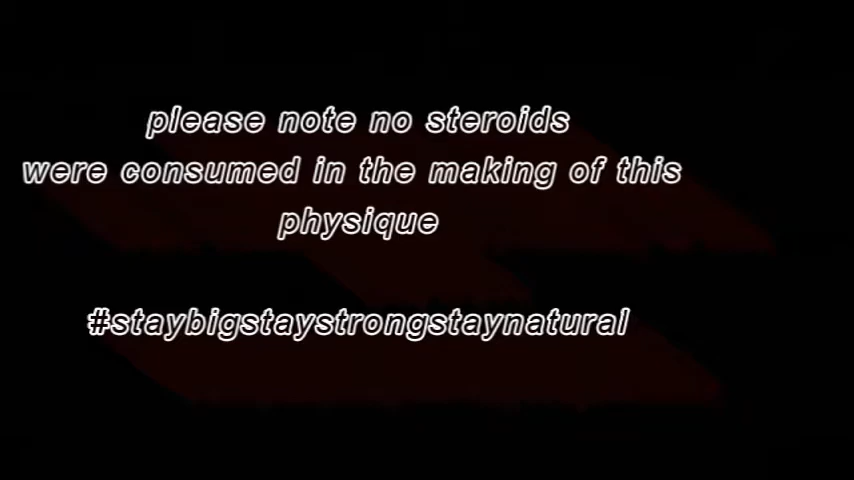 please note no steroids
were consumed in the making of this
physique
#staybigstaystrongstaynatural